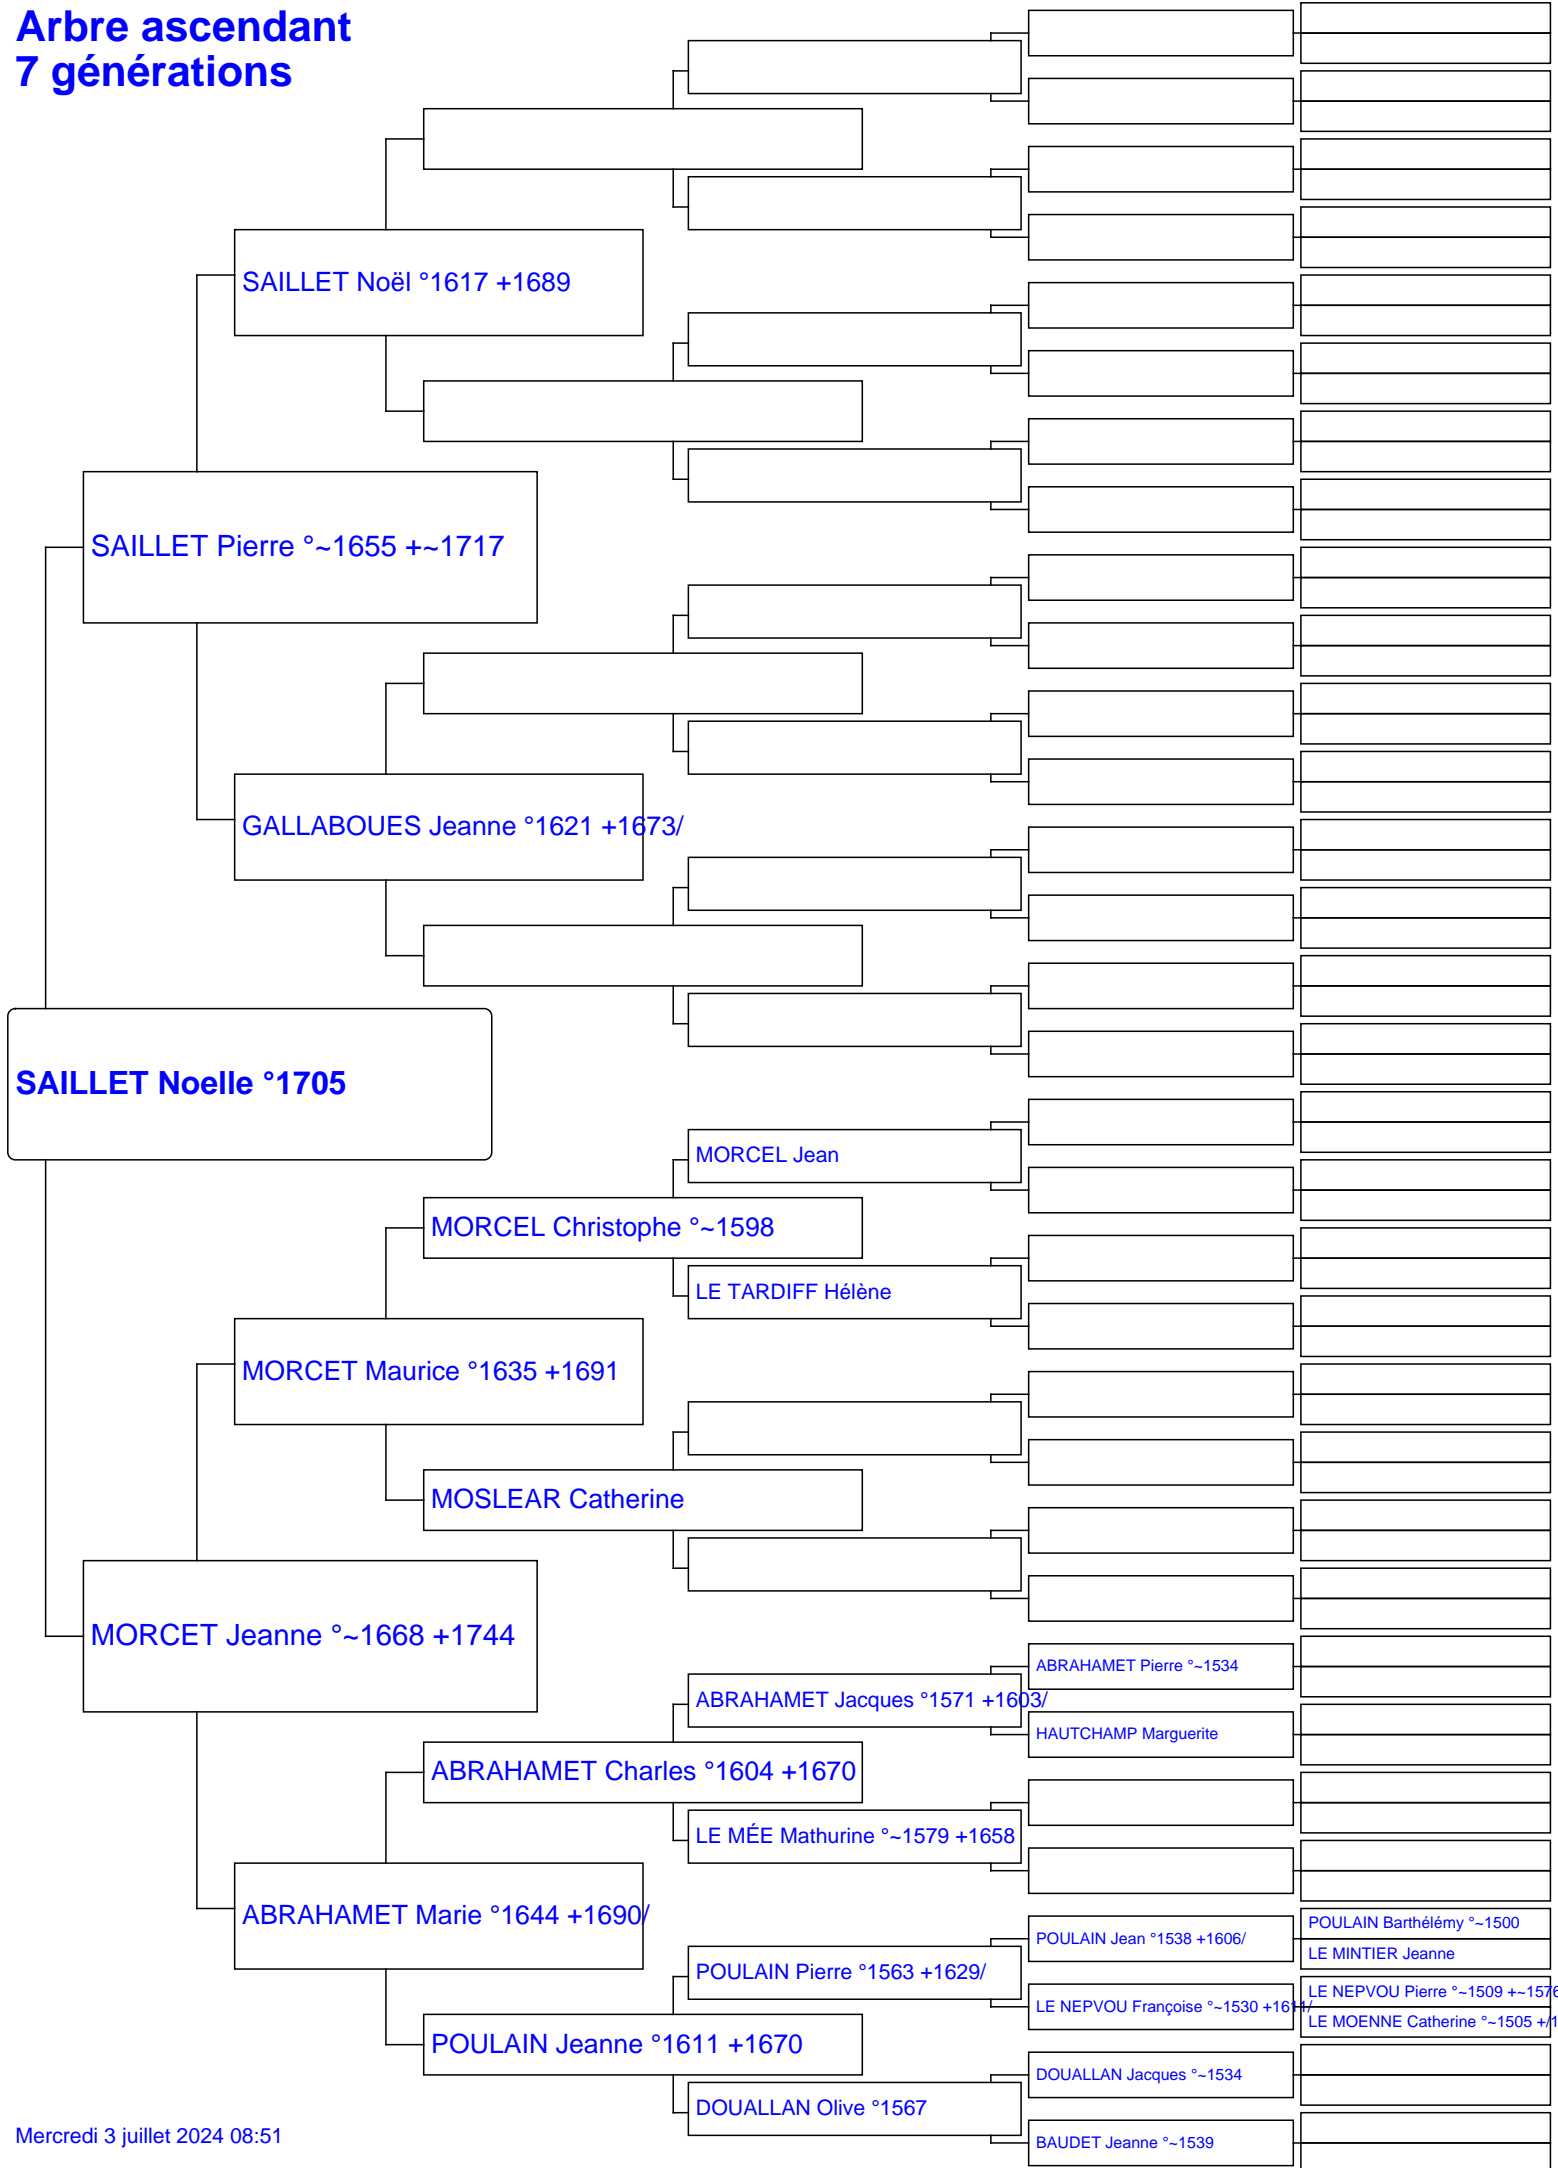 Arbre ascendant
7 générations
SAILLET Noël °1617 +1689
SAILLET Pierre °~1655 +~1717
GALLABOUES Jeanne °1621 +1673/
SAILLET Noelle °1705
MORCEL Jean
MORCEL Christophe °~1598
LE TARDIFF Hélène
MORCET Maurice °1635 +1691
MOSLEAR Catherine
MORCET Jeanne °~1668 +1744
ABRAHAMET Pierre °~1534
ABRAHAMET Jacques °1571 +1603/
HAUTCHAMP Marguerite
ABRAHAMET Charles °1604 +1670
LE MÉE Mathurine °~1579 +1658
ABRAHAMET Marie °1644 +1690/
POULAIN Barthélémy °~1500
POULAIN Jean °1538 +1606/
LE MINTIER Jeanne
POULAIN Pierre °1563 +1629/
LE NEPVOU Pierre °~1509 +~1576
LE NEPVOU Françoise °~1530 +1611/
LE MOENNE Catherine °~1505 +/1
POULAIN Jeanne °1611 +1670
DOUALLAN Jacques °~1534
DOUALLAN Olive °1567
BAUDET Jeanne °~1539
Mercredi 3 juillet 2024 08:51